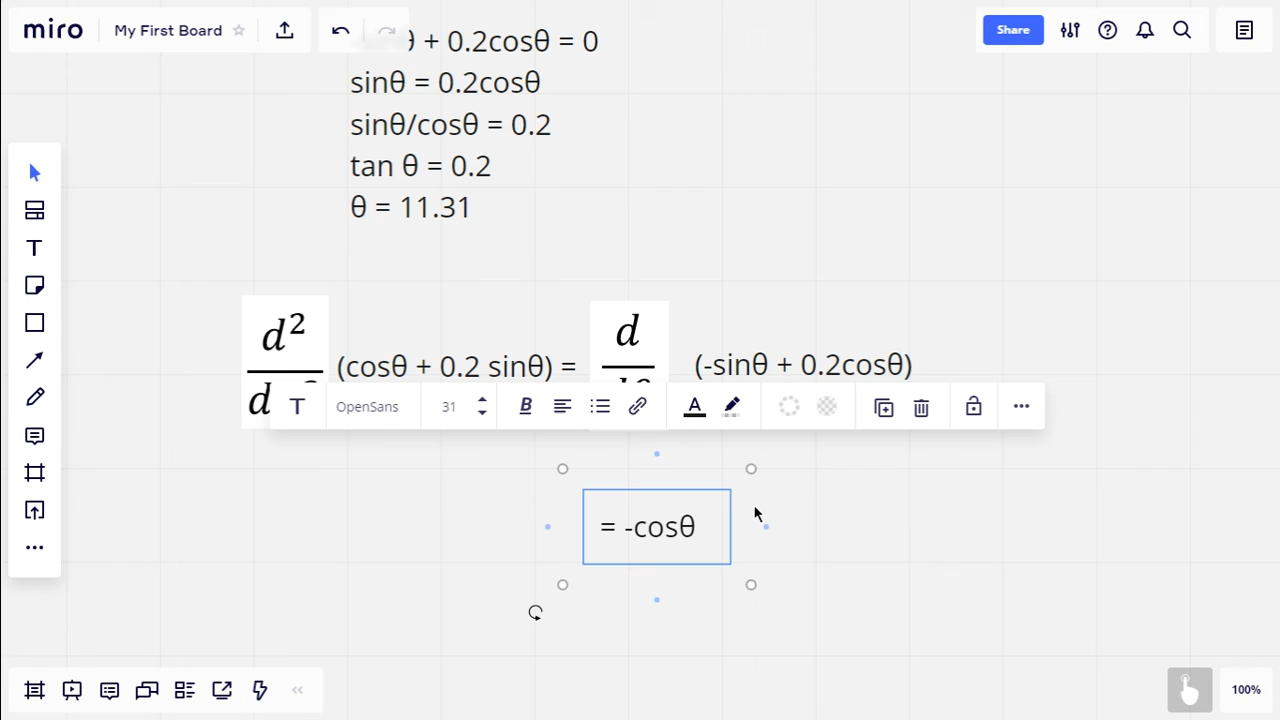 miro
My First Board
Share
θ + 0.2cosθ = 0
sinθ = 0.2cosθ
sinθ/cosθ = 0.2
tan θ = 0.2
θ = 11.31
d²
d
(cosθ + 0.2 sinθ) =
d
(-sinθ + 0.2cosθ)
T OpenSans 31 B A
= -cosθ
100%